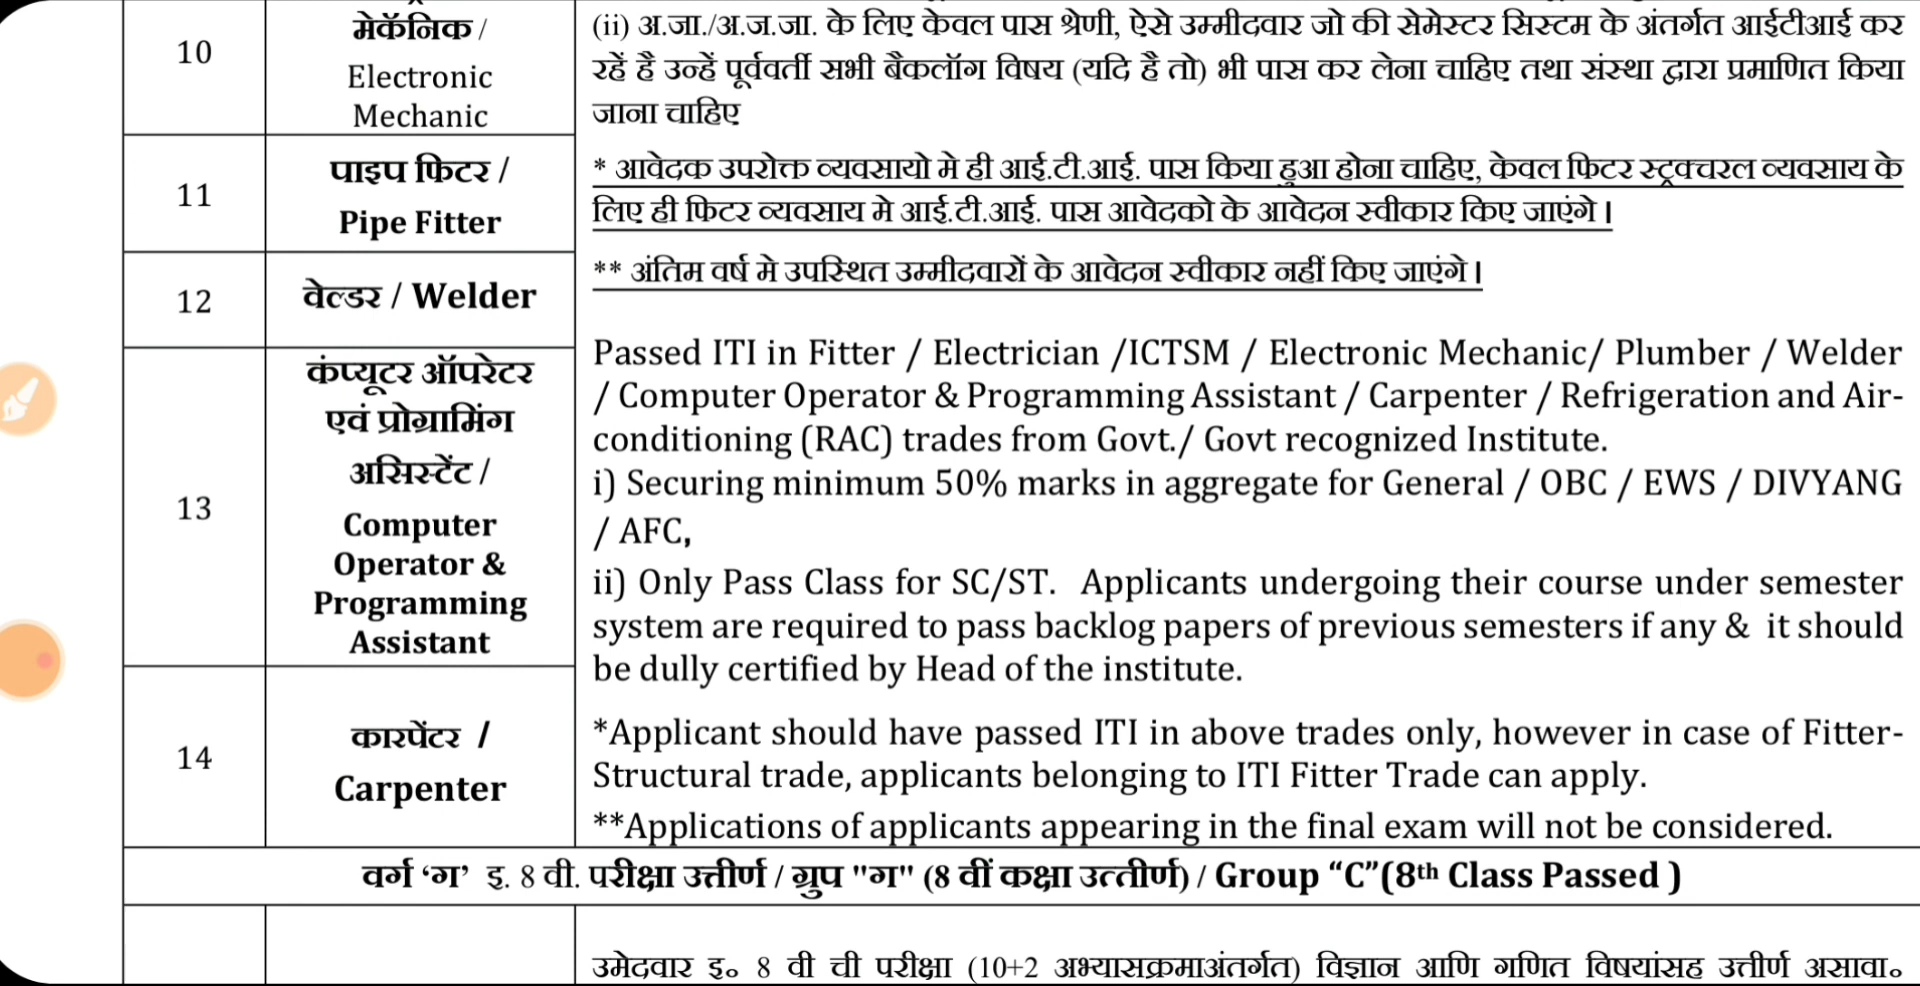 10
मेकॅनिक /
Electronic
Mechanic
(ii) अ.जा./अ.ज.जा. के लिए केवल पास श्रेणी, ऐसे उम्मीदवार जो की सेमेस्टर सिस्टम के अंतर्गत आईटीआई कर
रहें है उन्हें पूर्ववर्ती सभी बैकलॉग विषय (यदि है तो) भी पास कर लेना चाहिए तथा संस्था द्वारा प्रमाणित किया
जाना चाहिए
11
पाइप फिटर /
Pipe Fitter
* आवेदक उपरोक्त व्यवसायो मे ही आई.टी.आई. पास किया हुआ होना चाहिए, केवल फिटर स्ट्रक्चरल व्यवसाय के
लिए ही फिटर व्यवसाय मे आई.टी.आई. पास आवेदको के आवेदन स्वीकार किए जाएंगे।
** अंतिम वर्ष मे उपस्थित उम्मीदवारों के आवेदन स्वीकार नहीं किए जाएंगे।
12
वेल्डर / Welder
13
कंप्यूटर ऑपरेटर
एवं प्रोग्रामिंग
असिस्टेंट /
Computer
Operator &
Programming
Assistant
14
कारपेंटर /
Carpenter
Passed ITI in Fitter / Electrician /ICTSM / Electronic Mechanic/ Plumber / Welder
/ Computer Operator & Programming Assistant / Carpenter / Refrigeration and Air-
conditioning (RAC) trades from Govt./ Govt recognized Institute.
i) Securing minimum 50% marks in aggregate for General / OBC / EWS / DIVYANG
/ AFC,
ii) Only Pass Class for SC/ST. Applicants undergoing their course under semester
system are required to pass backlog papers of previous semesters if any & it should
be dully certified by Head of the institute.
*Applicant should have passed ITI in above trades only, however in case of Fitter-
Structural trade, applicants belonging to ITI Fitter Trade can apply.
**Applications of applicants appearing in the final exam will not be considered.
वर्ग ‘ग’ इ. 8 वी. परीक्षा उत्तीर्ण / ग्रुप "ग" (8 वीं कक्षा उत्तीर्ण) / Group “C”(8th Class Passed )
उमेदवार इ० 8 वी ची परीक्षा (10+2 अभ्यासक्रमाअंतर्गत) विज्ञान आणि गणित विषयांसह उत्तीर्ण असावा०